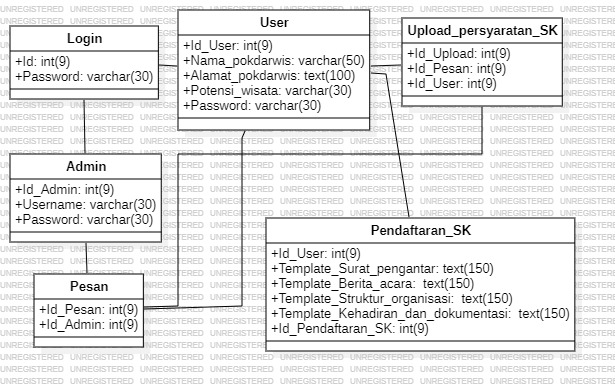 Login
+Id: int(9)
+Password: varchar(30)
User
+Id_User: int(9)
+Nama_pokdarwis: varchar(50)
+Alamat_pokdarwis: text(100)
+Potensi_wisata: varchar(30)
+Password: varchar(30)
Upload_persyaratan_SK
+Id_Upload: int(9)
+Id_Pesan: int(9)
+Id_User: int(9)
Admin
+Id_Admin: int(9)
+Username: varchar(30)
+Password: varchar(30)
Pesan
+Id_Pesan: int(9)
+Id_Admin: int(9)
Pendaftaran_SK
+Id_User: int(9)
+Template_Surat_pengantar: text(150)
+Template_Berita_acara: text(150)
+Template_Struktur_organisasi: text(150)
+Template_Kehadiran_dan_dokumentasi: text(150)
+Id_Pendaftaran_SK: int(9)
UNREGISTERED